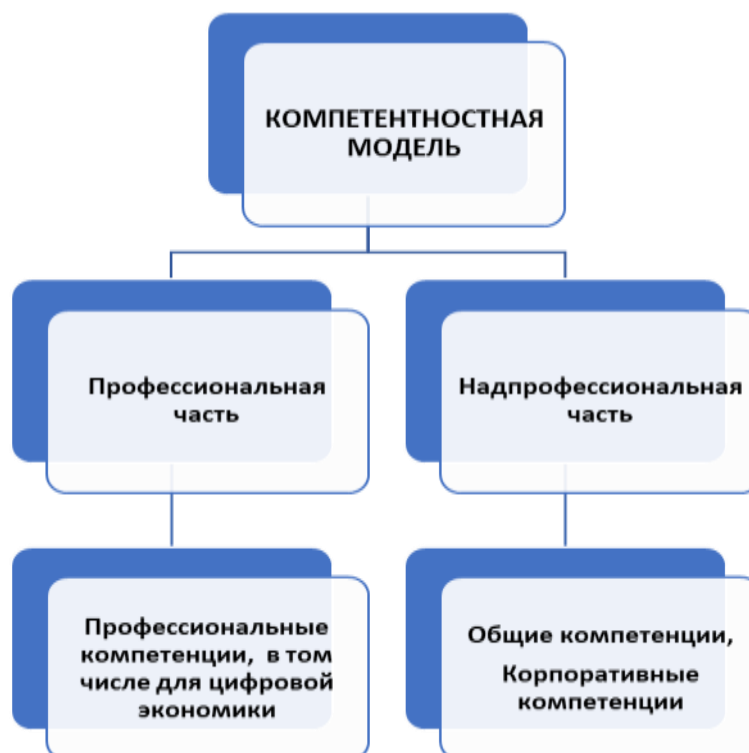 КОМПЕТЕНТНОСТНАЯ
МОДЕЛЬ
Профессиональная
часть
Надпрофессиональная
часть
Профессиональные
компетенции, в том
числе для цифровой
экономики
Общие компетенции,
Корпоративные
компетенции